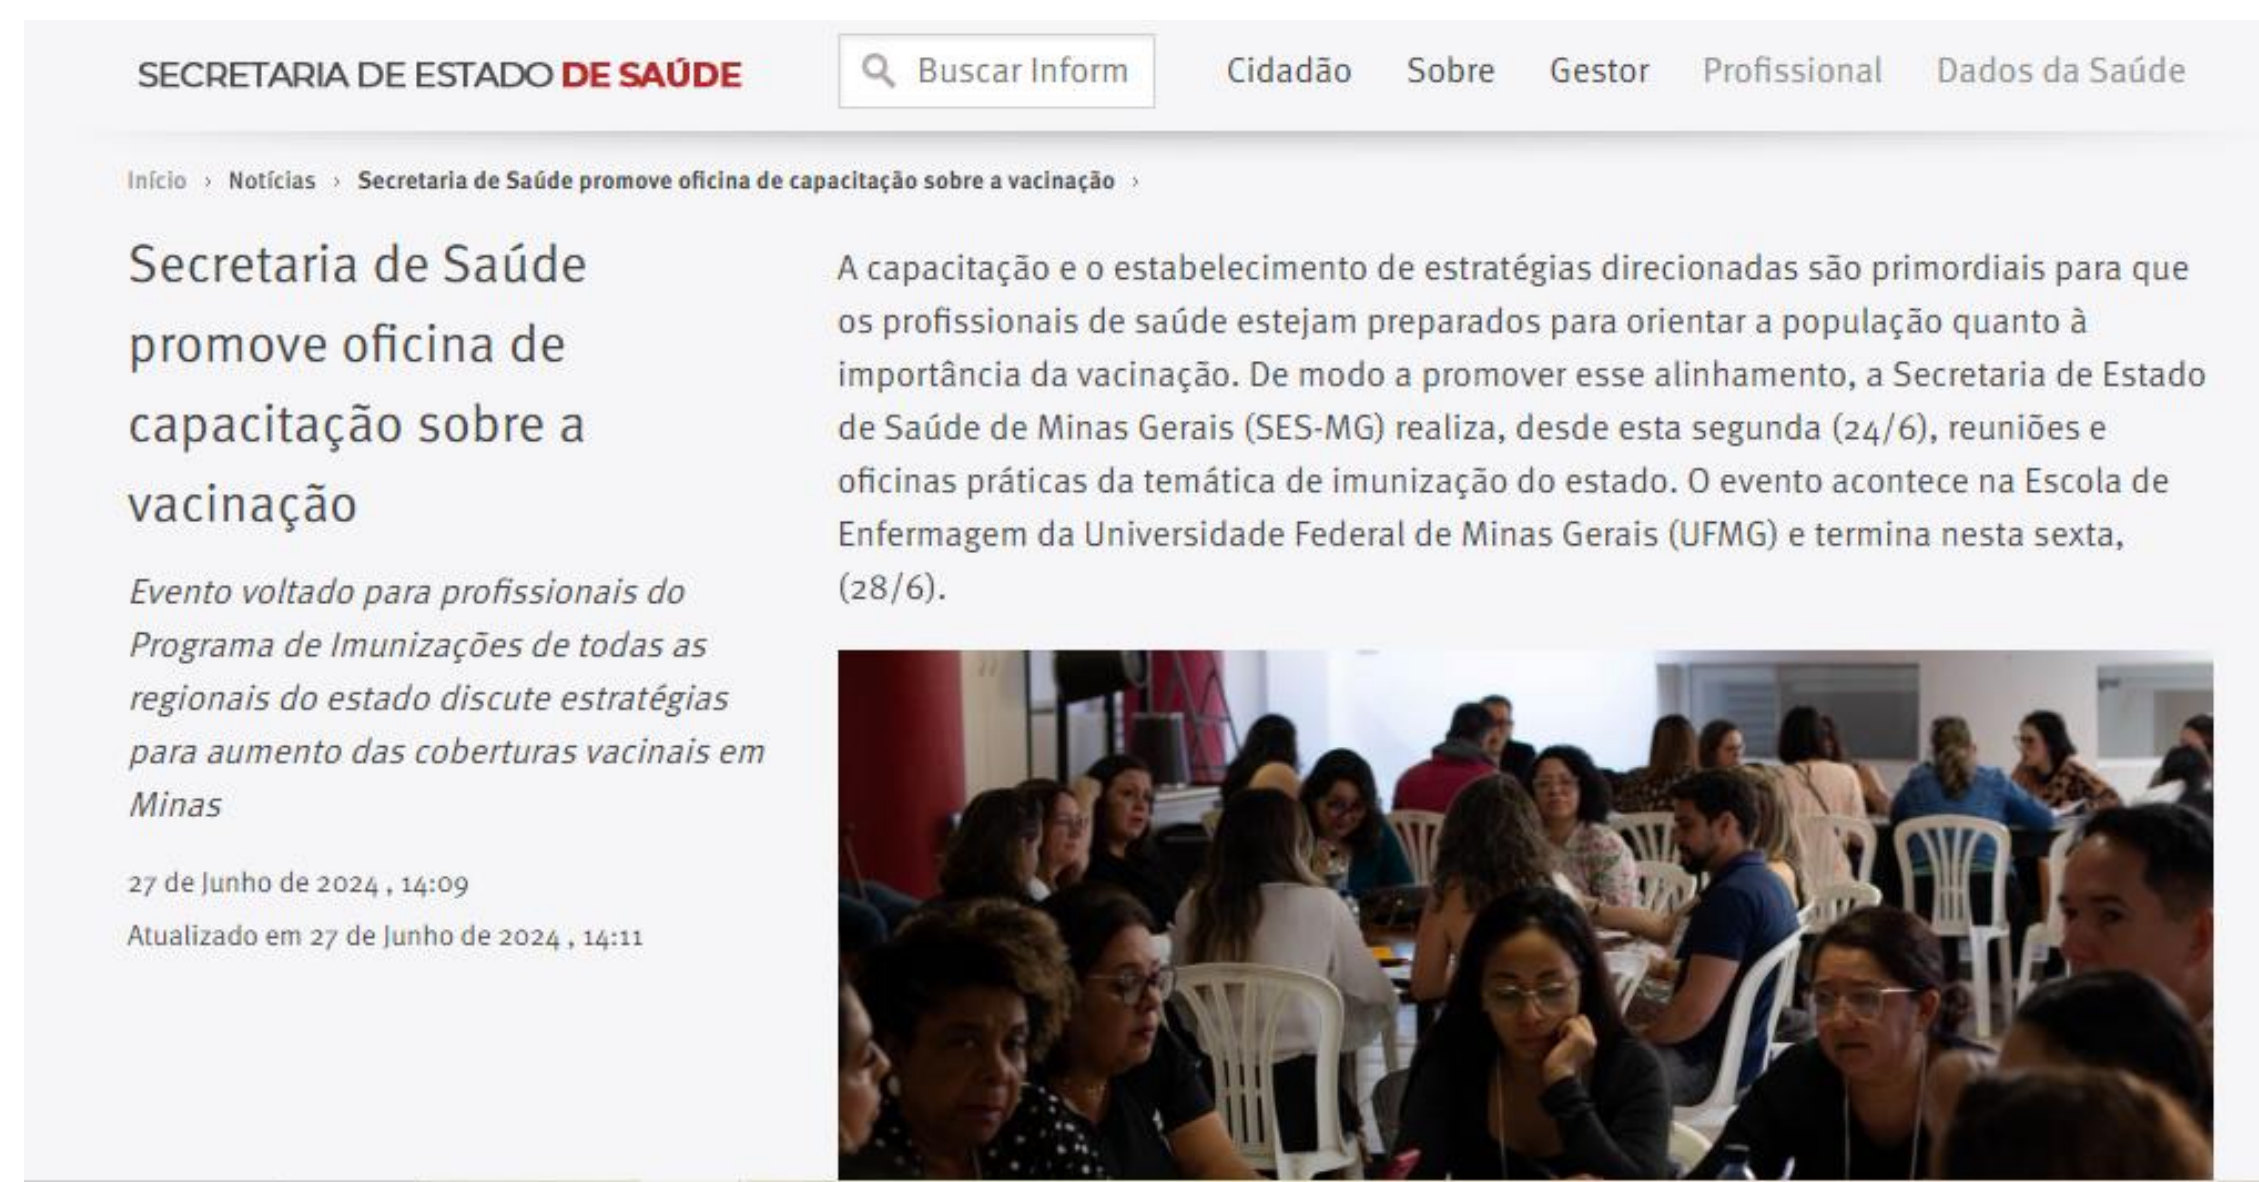 SECRETARIA DE ESTADO DE SAÚDE
Buscar Inform
Cidadão
Sobre
Gestor
Profissional
Dados da Saúde
Início › Notícias › Secretaria de Saúde promove oficina de capacitação sobre a vacinação ›
Secretaria de Saúde
promove oficina de
capacitação sobre a
vacinação
Evento voltado para profissionais do
Programa de Imunizações de todas as
regionais do estado discute estratégias
para aumento das coberturas vacinais em
Minas
27 de Junho de 2024 , 14:09
Atualizado em 27 de Junho de 2024 , 14:11
A capacitação e o estabelecimento de estratégias direcionadas são primordiais para que
os profissionais de saúde estejam preparados para orientar a população quanto à
importância da vacinação. De modo a promover esse alinhamento, a Secretaria de Estado
de Saúde de Minas Gerais (SES-MG) realiza, desde esta segunda (24/6), reuniões e
oficinas práticas da temática de imunização do estado. O evento acontece na Escola de
Enfermagem da Universidade Federal de Minas Gerais (UFMG) e termina nesta sexta,
(28/6).